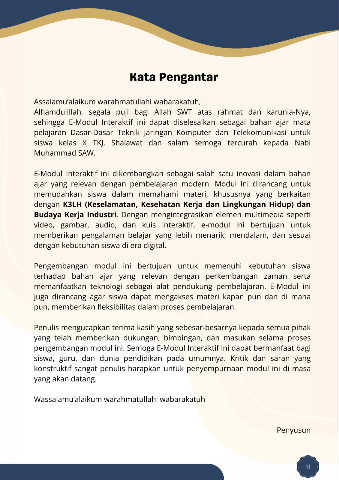 Kata Pengantar
Assalamu'alaikum warahmatullahi wabarakatuh,
Alhamdulillah, segala puji bagi Allah SWT atas rahmat dan karunia-Nya,
sehingga E-Modul Interaktif ini dapat diselesaikan sebagai bahan ajar mata
pelajaran Dasar-Dasar Teknik Jaringan Komputer dan Telekomunikasi untuk
siswa kelas X TKJ. Shalawat dan salam semoga tercurah kepada Nabi
Muhammad SAW.
E-Modul Interaktif ini dikembangkan sebagai salah satu inovasi dalam bahan
ajar yang relevan dengan pembelajaran modern. Modul ini dirancang untuk
memudahkan siswa dalam memahami materi, khususnya yang berkaitan
dengan K3LH (Keselamatan, Kesehatan Kerja dan Lingkungan Hidup) dan
Budaya Kerja Industri. Dengan mengintegrasikan elemen multimedia seperti
video, gambar, audio, dan kuis interaktif, e-modul ini bertujuan untuk
memberikan pengalaman belajar yang lebih menarik, mendalam, dan sesuai
dengan kebutuhan siswa di era digital.
Pengembangan modul ini bertujuan untuk memenuhi kebutuhan siswa
terhadap bahan ajar yang relevan dengan perkembangan zaman serta
memanfaatkan teknologi sebagai alat pendukung pembelajaran. E-Modul ini
juga dirancang agar siswa dapat mengakses materi kapan pun dan di mana
pun, memberikan fleksibilitas dalam proses pembelajaran.
Penulis mengucapkan terima kasih yang sebesar-besarnya kepada semua pihak
yang telah memberikan dukungan, bimbingan, dan masukan selama proses
pengembangan modul ini. Semoga E-Modul Interaktif ini dapat bermanfaat bagi
siswa, guru, dan dunia pendidikan pada umumnya. Kritik dan saran yang
konstruktif sangat penulis harapkan untuk penyempurnaan modul ini di masa
yang akan datang.
Wassalamu'alaikum warahmatullahi wabarakatuh
Penyusun